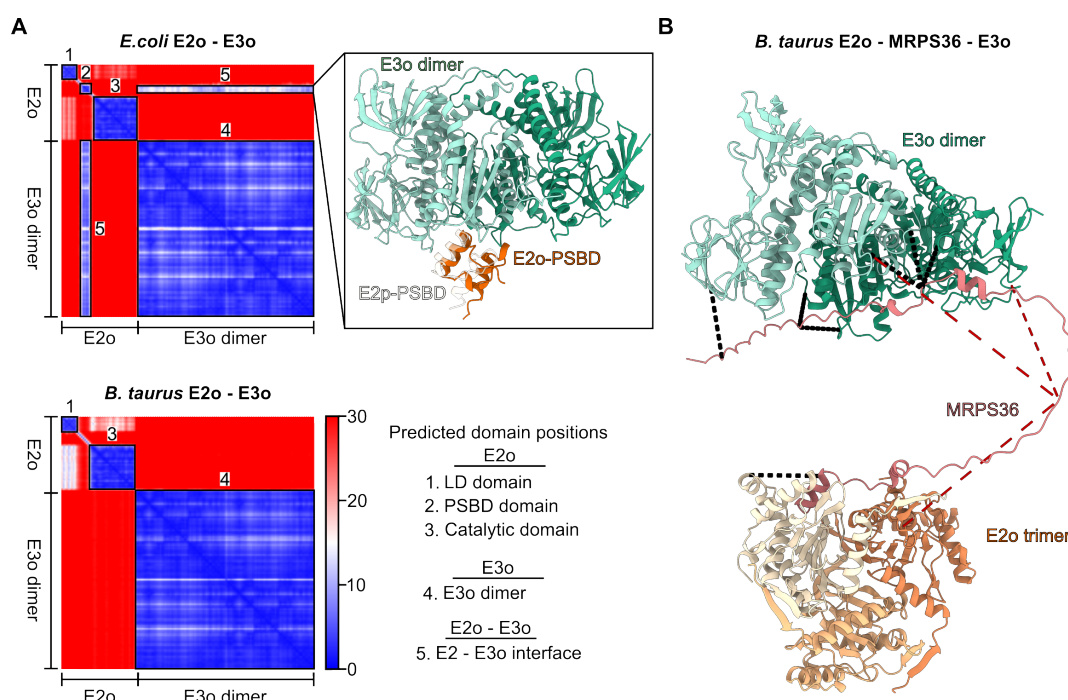 A
E.coli E2o - E3o
1
2
3
5
4
5
E2o
E3o dimer
E2o
E3o dimer
E3o dimer
E2o-PSBD
E2p-PSBD
B. taurus E2o - E3o
1
3
4
E2o
E3o dimer
E2o
E3o dimer
30
20
10
0
Predicted domain positions
E2o
1. LD domain
2. PSBD domain
3. Catalytic domain
E3o
4. E3o dimer
E2o - E3o
5. E2 - E3o interface
B
B. taurus E2o - MRPS36 - E3o
E3o dimer
MRPS36
E2o trimer